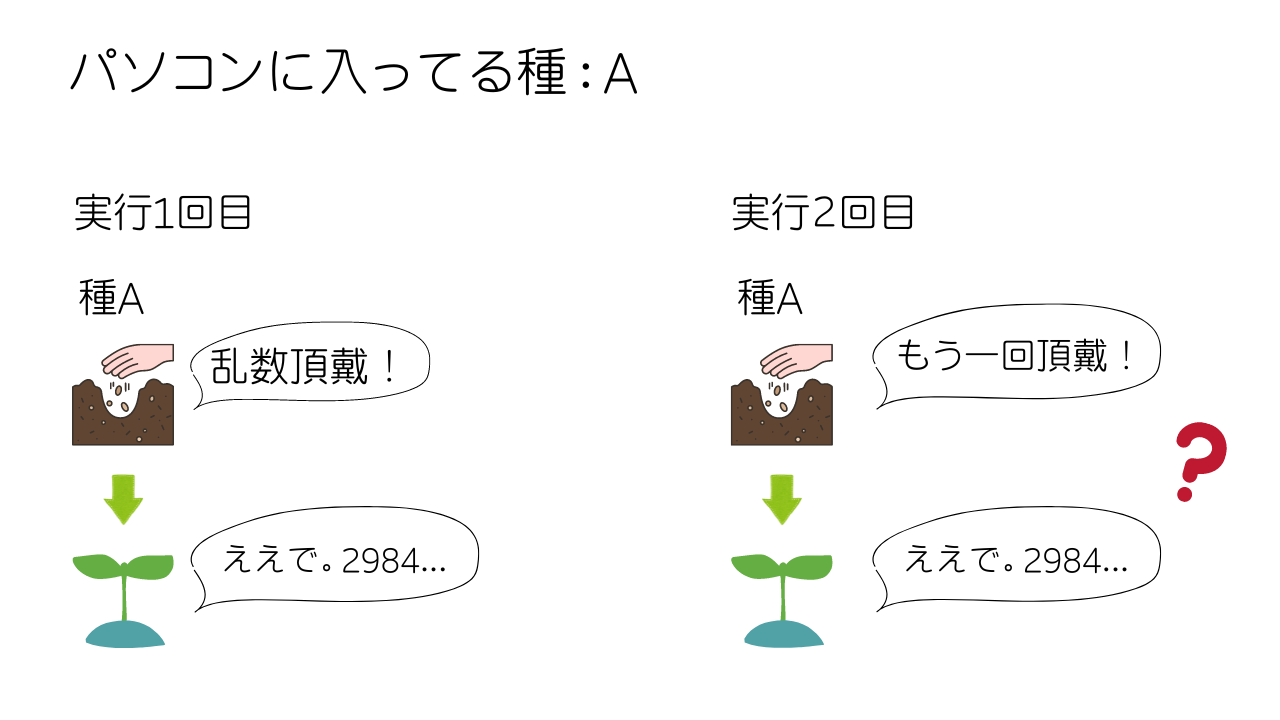 パソコンに入ってる種：A
実行1回目
種A
乱数頂戴！
ええで。2984…
実行2回目
種A
もう一回頂戴！
?
ええで。2984…